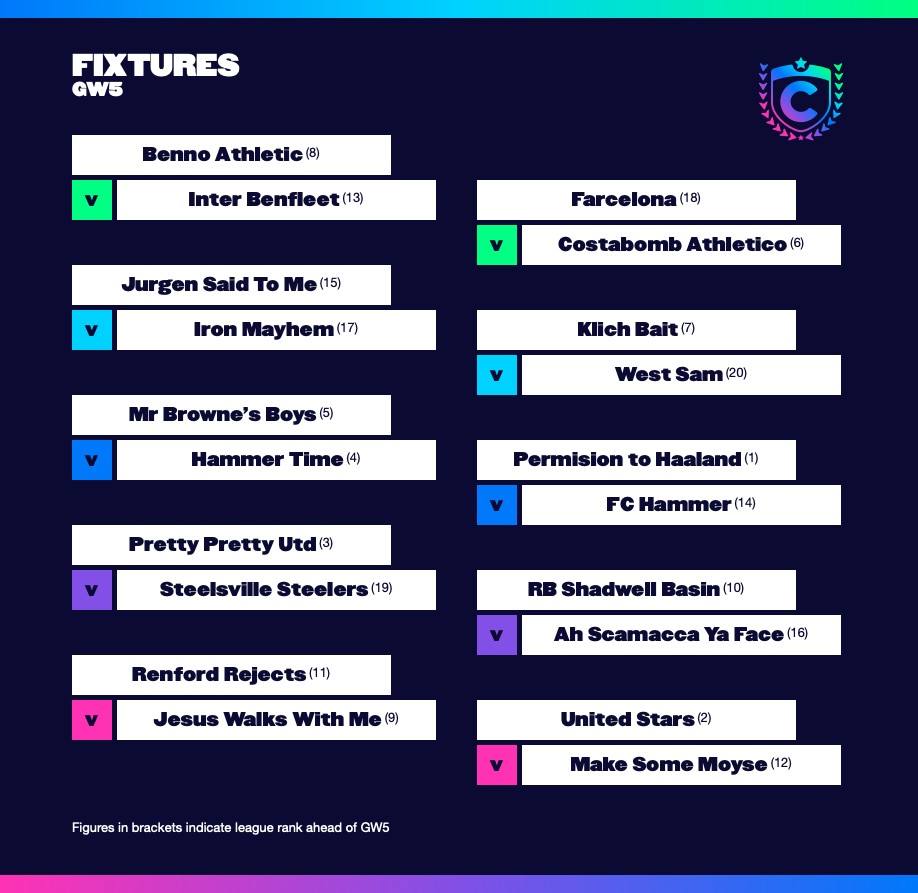 FIXTURES
GW5
C
Benno Athletic (8)
v Inter Benfleet (13)
Jurgen Said To Me (15)
v Iron Mayhem (17)
Mr Browne’s Boys (5)
v Hammer Time (4)
Pretty Pretty Utd (3)
v Steelsville Steelers (19)
Renford Rejects (11)
v Jesus Walks With Me (9)
Farcelona (18)
v Costabomb Athletico (6)
Klich Bait (7)
v West Sam (20)
Permision to Haaland (1)
v FC Hammer (14)
RB Shadwell Basin (10)
v Ah Scamacca Ya Face (16)
United Stars (2)
v Make Some Moyse (12)
Figures in brackets indicate league rank ahead of GW5